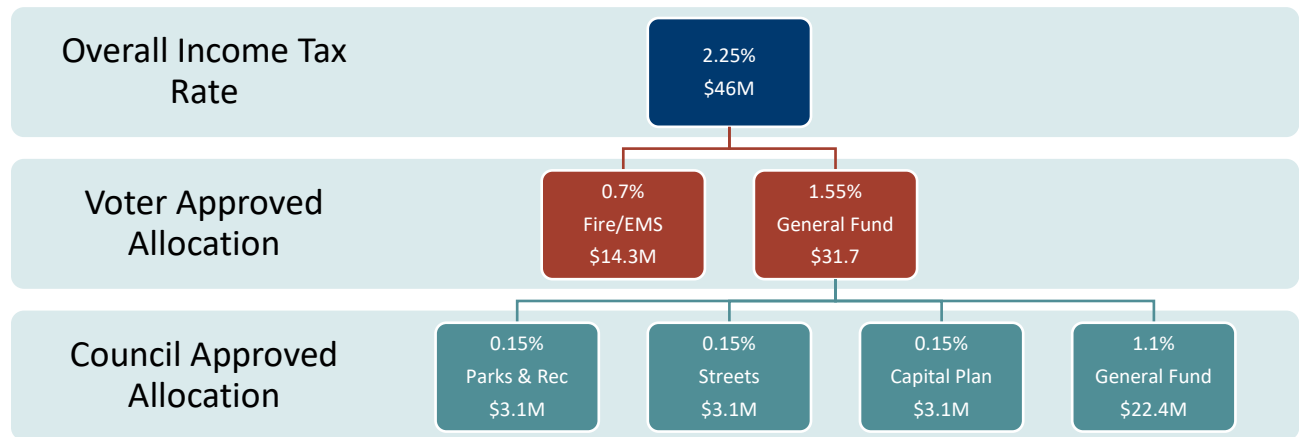 Overall Income Tax
Rate
2.25%
$46M
Voter Approved
Allocation
0.7%
Fire/EMS
$14.3M
1.55%
General Fund
$31.7
Council Approved
Allocation
0.15%
Parks & Rec
$3.1M
0.15%
Streets
$3.1M
0.15%
Capital Plan
$3.1M
1.1%
General Fund
$22.4M